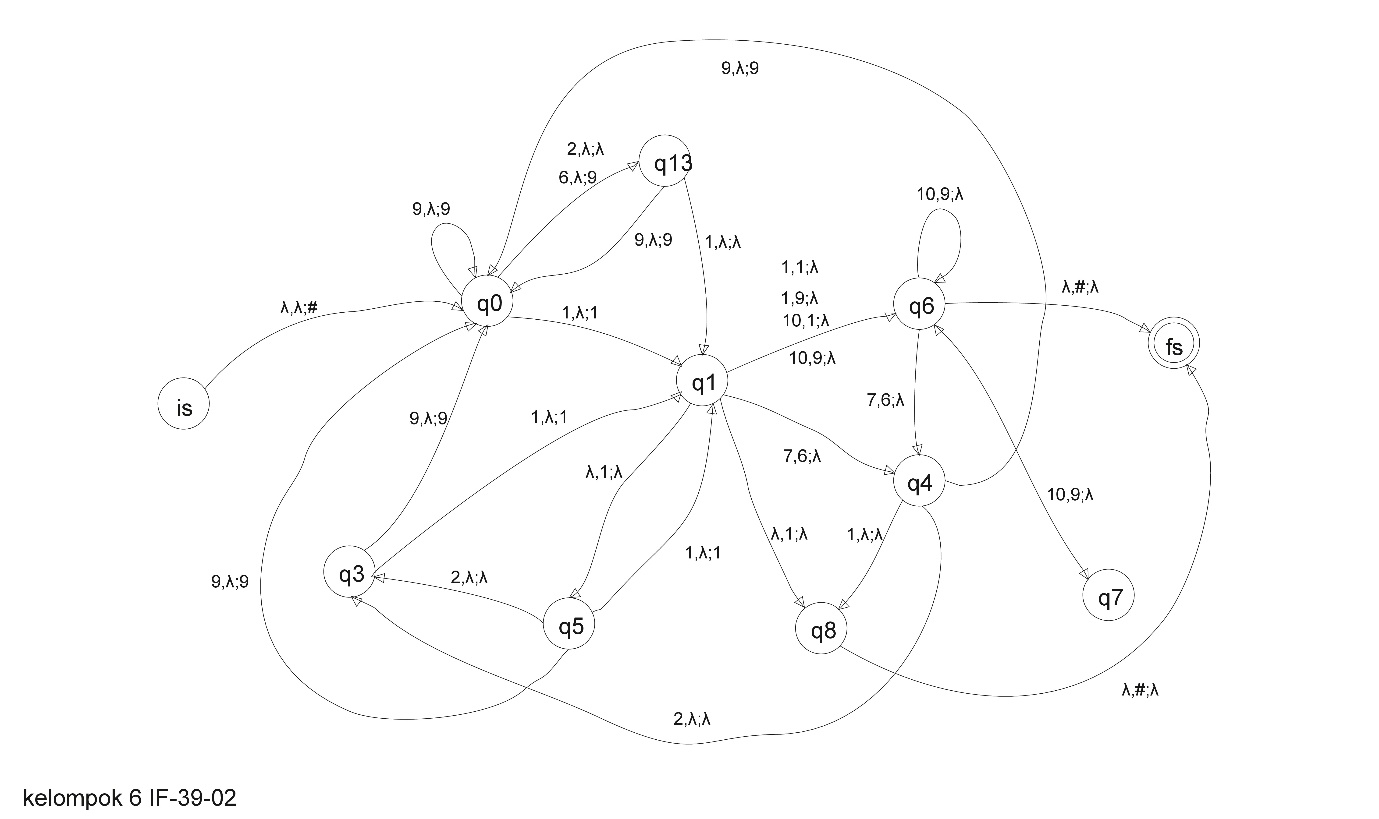 9,λ;9
2,λ;λ
q13
6,λ;9
10,9;λ
9,λ;9
9,λ;9
1,λ;λ
1,1;λ
λ,#;λ
1,9;λ
q0
q6
λ,λ;#
1,λ;1
10,1;λ
fs
10,9;λ
q1
is
7,6;λ
9,λ;9
1,λ;1
7,6;λ
λ,1;λ
q4
10,9;λ
λ,1;λ
1,λ;λ
1,λ;1
q3
2,λ;λ
9,λ;9
q7
q5
q8
λ,#;λ
2,λ;λ
kelompok 6 IF-39-02